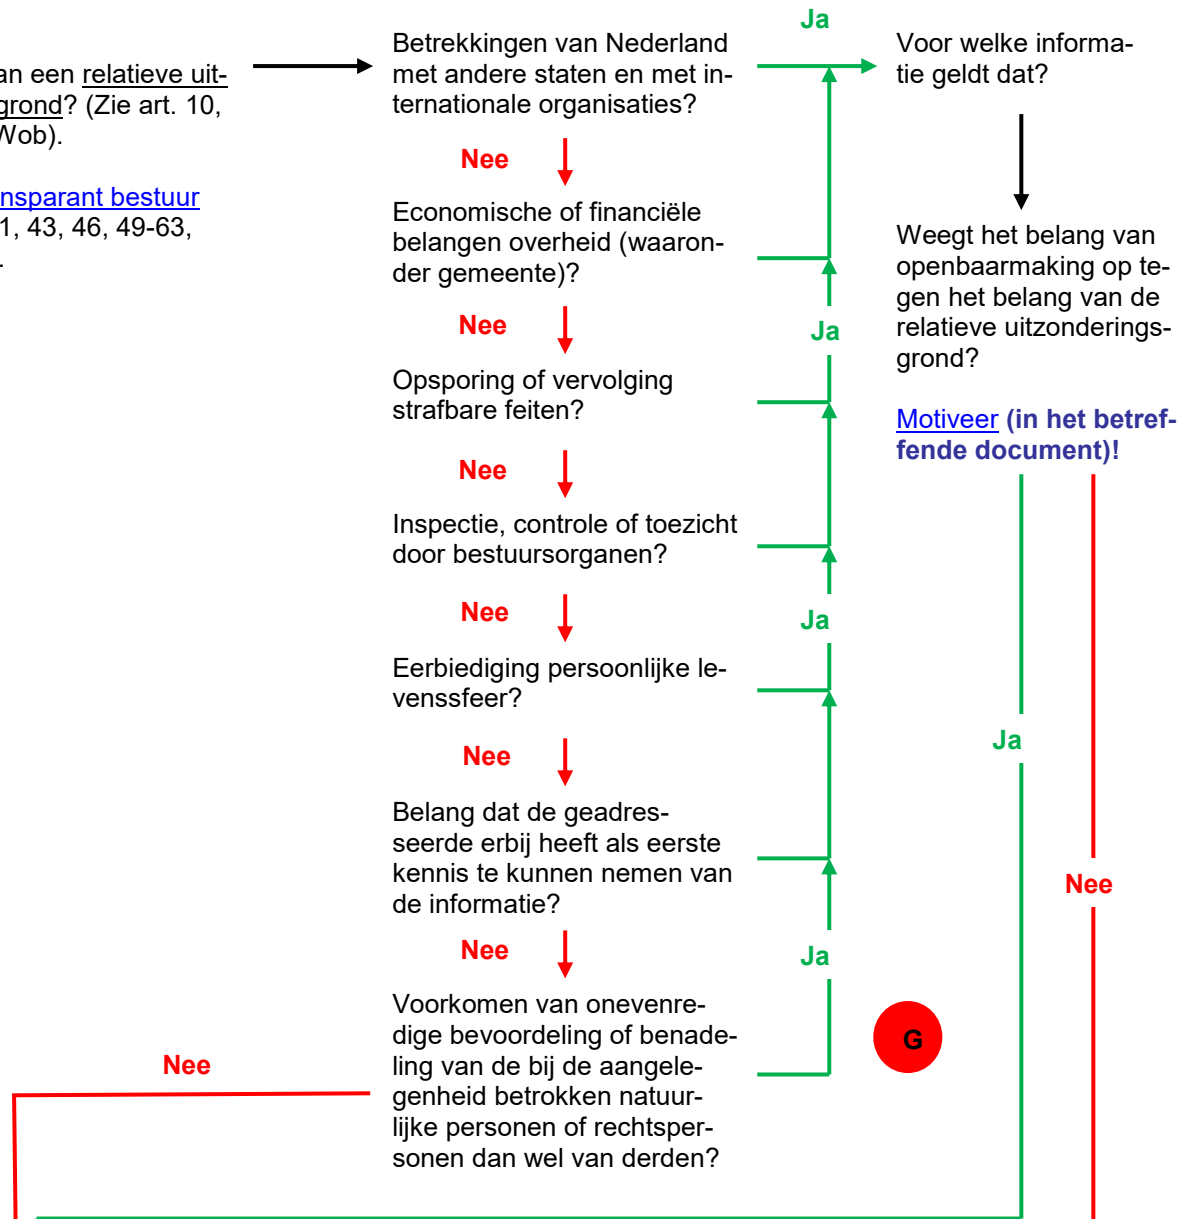 an een relatieve uit-
grond? (Zie art. 10,
Wob).
nsparant bestuur
1, 43, 46, 49-63,
.
Betrekkingen van Nederland
met andere staten en met in-
ternationale organisaties?
Ja
Voor welke informa-
tie geldt dat?
Nee
Economische of financiële
belangen overheid (waaron-
der gemeente)?
Weegt het belang van
openbaarmaking op te-
gen het belang van de
relatieve uitzonderings-
grond?
Motiveer (in het betref-
fende document)!
Nee
Ja
Opsporing of vervolging
strafbare feiten?
Nee
Inspectie, controle of toezicht
door bestuursorganen?
Nee
Ja
Eerbiediging persoonlijke le-
venssfeer?
Ja
Nee
Belang dat de geadres-
seerde erbij heeft als eerste
kennis te kunnen nemen van
de informatie?
Nee
Nee
Ja
Voorkomen van onevenre-
dige bevoordeling of benade-
ling van de bij de aangele-
genheid betrokken natuur-
lijke personen of rechtsper-
sonen dan wel van derden?
G
Nee